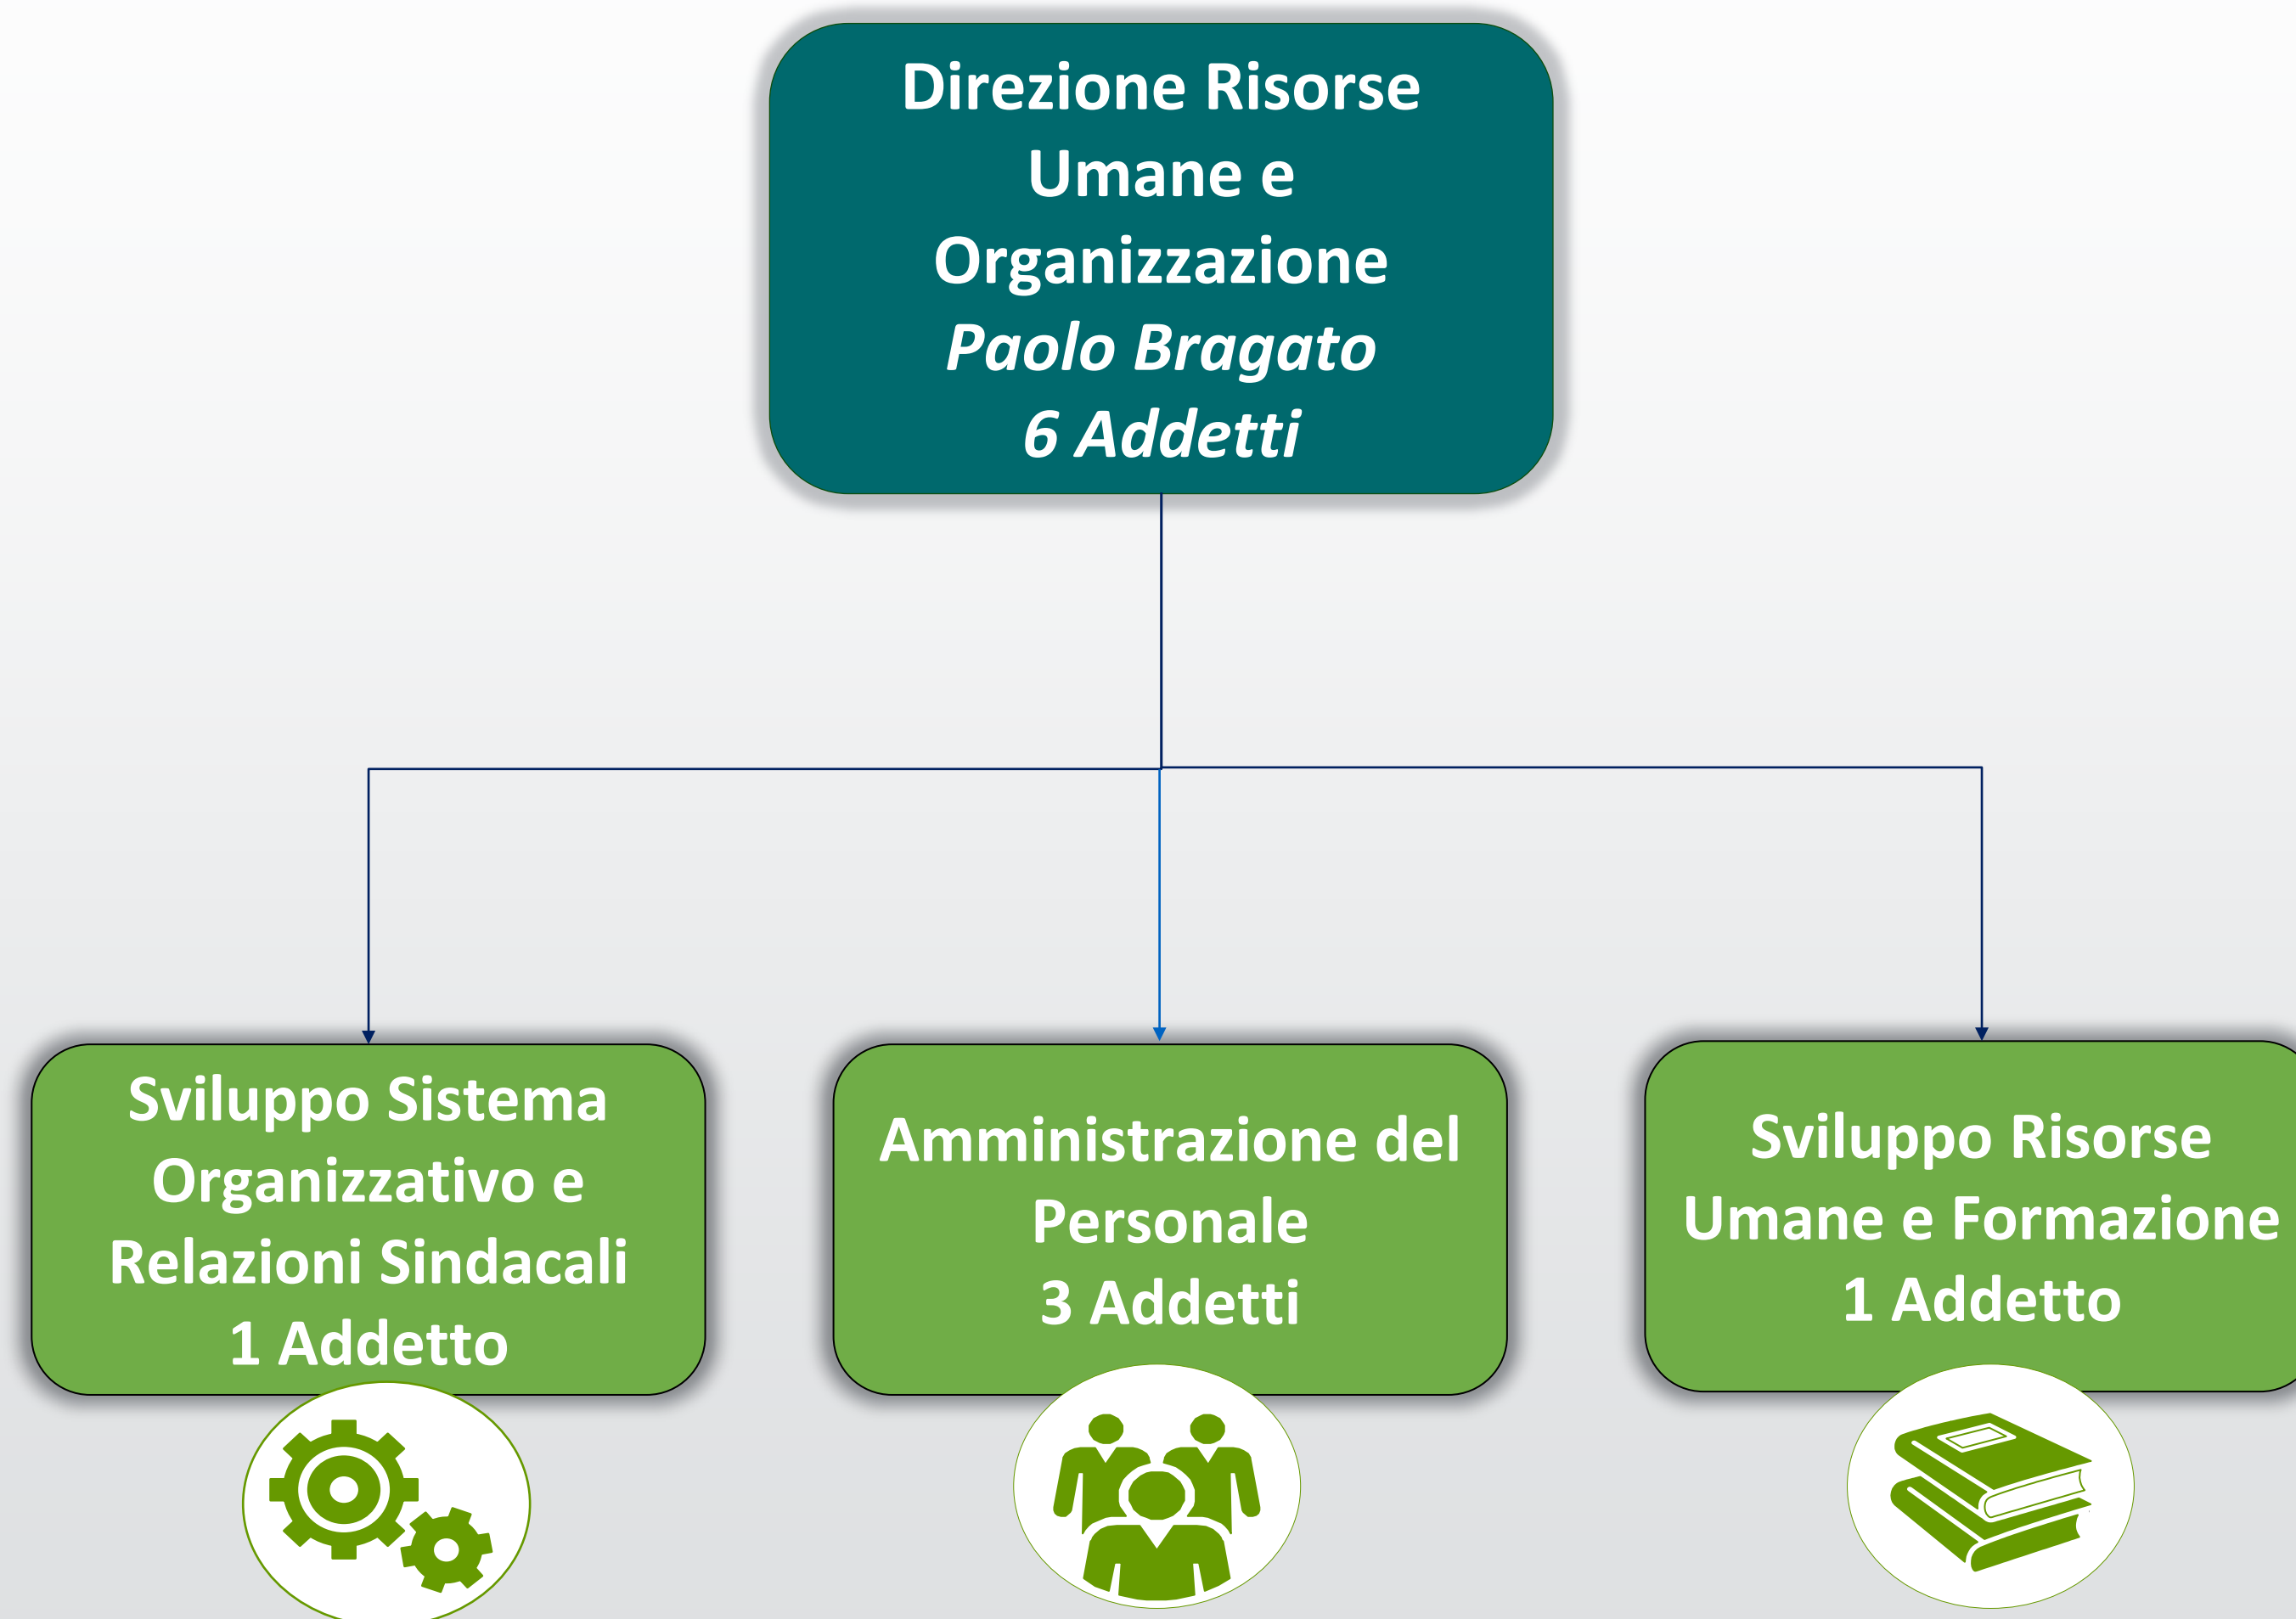 Direzione Risorse
Umane e
Organizzazione
Paolo Bragato
6 Addetti
Sviluppo Sistema
Organizzativo e
Relazioni Sindacali
1 Addetto
Amministrazione del
Personale
3 Addetti
Sviluppo Risorse
Umane e Formazione
1 Addetto